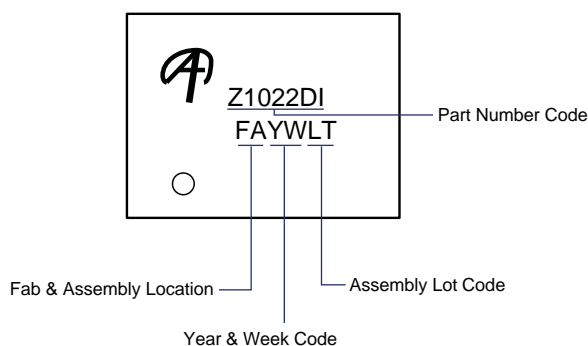 Z1022DI
FAYWLT
Part Number Code
Fab & Assembly Location
Assembly Lot Code
Year & Week Code